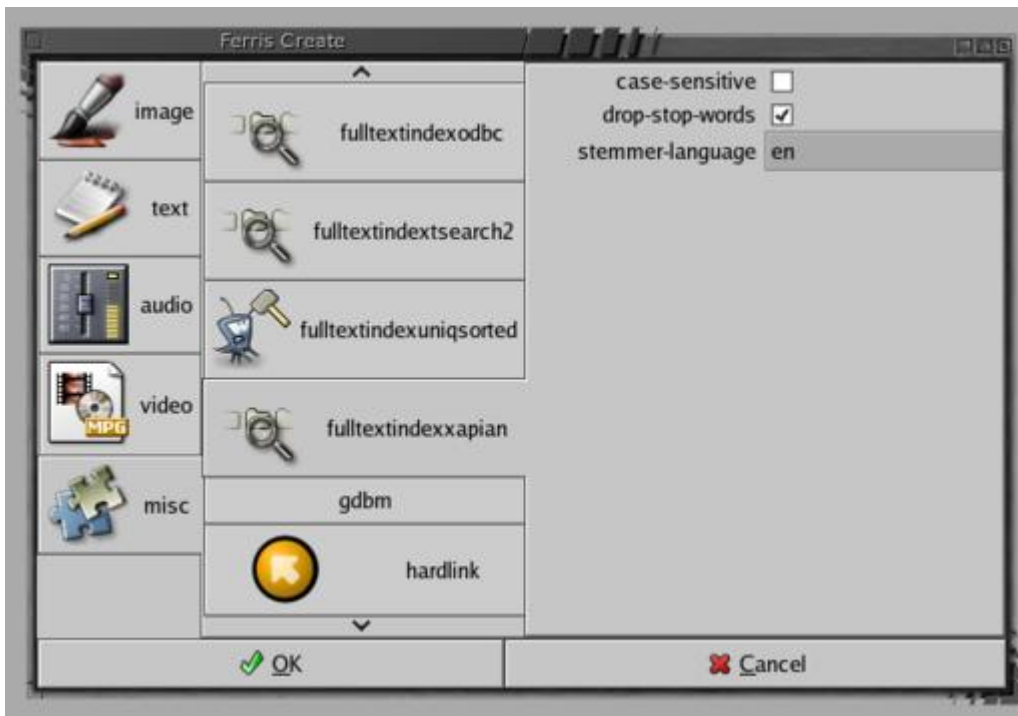 Ferris Create
image
text
audio
video
MPG
misc
fulltextindexodbc
fulltextindextsearch2
fulltextindexuniqsorted
fulltextindexxapian
gdbm
hardlink
case-sensitive
drop-stop-words
stemmer-language en
OK
Cancel